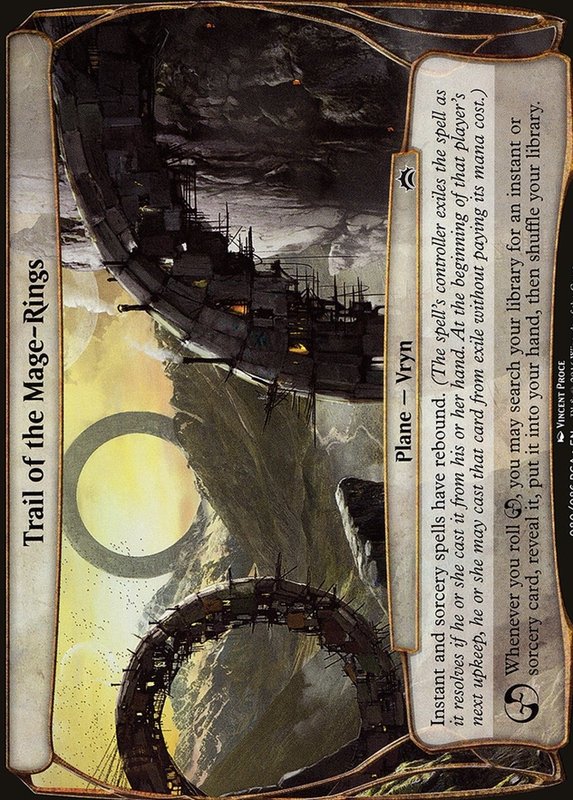 Trail of the Mage-Rings
Plane — Vryn
Instant and sorcery spells have rebound. (The spell's controller exiles the spell as
it resolves if he or she cast it from his or her hand. At the beginning of that player's
next upkeep, he or she may cast that card from exile without paying its mana cost.)
Whenever you roll , you may search your library for an instant or
sorcery card, reveal it, put it into your hand, then shuffle your library.
VINCENT PROCE